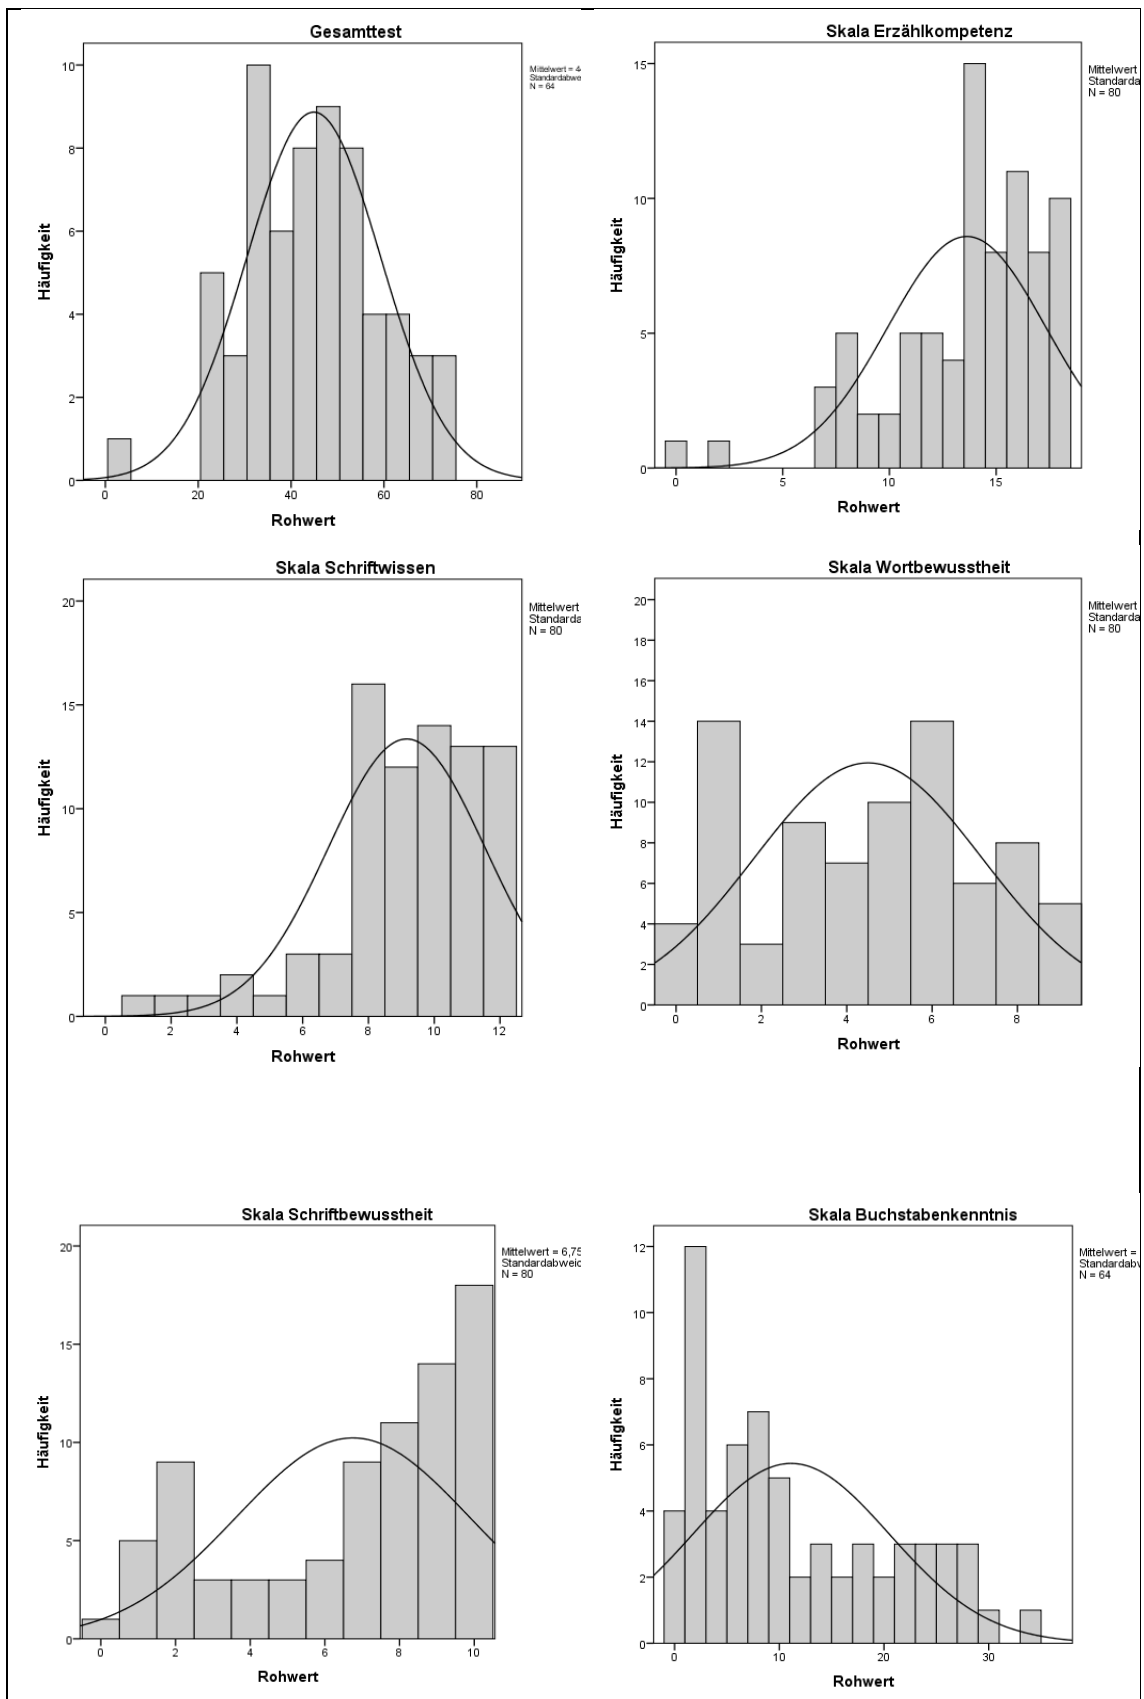 Gesamttest
Mittelwert = 4
Standardabwe
N = 64
Häufigkeit
10
8
6
4
2
0
0 20 40 60 80
Rohwert
Skala Erzählkompetenz
Mittelwert
Standarda
N = 80
Häufigkeit
15
10
5
0
0 5 10 15
Rohwert
Skala Schriftwissen
Mittelwert
Standarda
N = 80
Häufigkeit
20
15
10
5
0
0 2 4 6 8 10 12
Rohwert
Skala Wortbewusstheit
Mittelwert
Standarda
N = 80
Häufigkeit
20
18
16
14
12
10
8
6
4
2
0
0 2 4 6 8
Rohwert
Skala Schriftbewusstheit
Mittelwert = 6,75
Standardabweic
N = 80
Häufigkeit
20
15
10
5
0
0 2 4 6 8 10
Rohwert
Skala Buchstabenkenntnis
Mittelwert =
Standardabw
N = 64
Häufigkeit
12
10
8
6
4
2
0
0 10 20 30
Rohwert